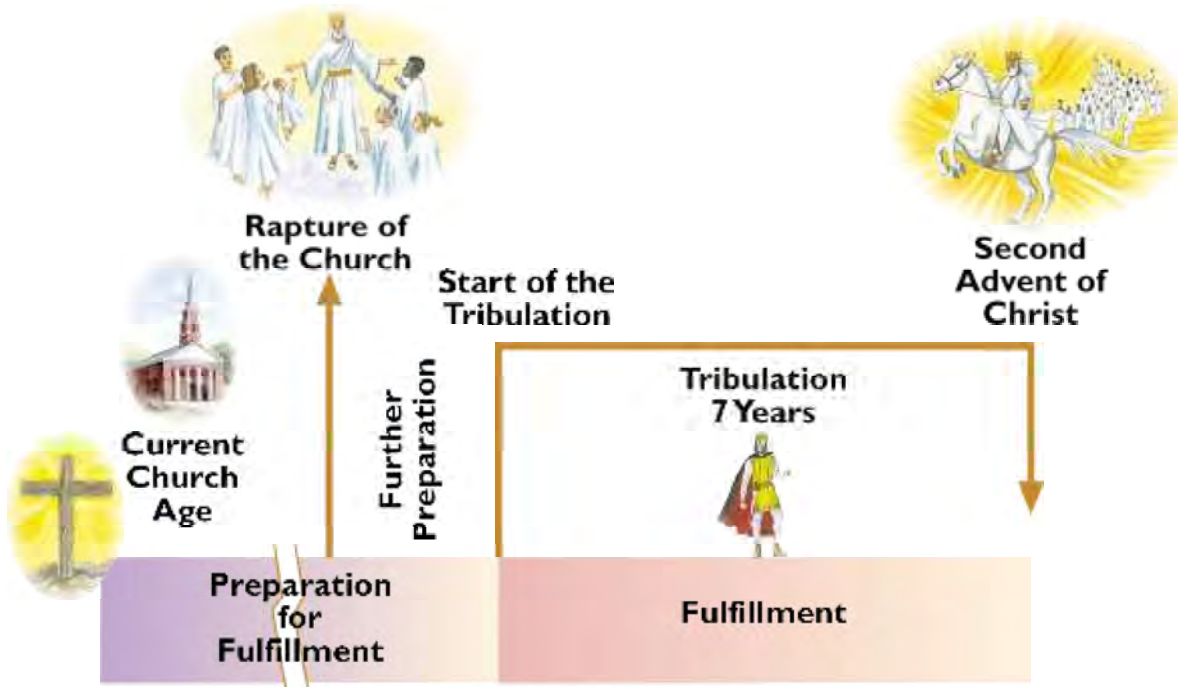 Rapture of
the Church
Second
Advent of
Christ
Start of the
Tribulation
Current
Church
Age
Further
Preparation
Tribulation
7 Years
Preparation
for
Fulfillment
Fulfillment